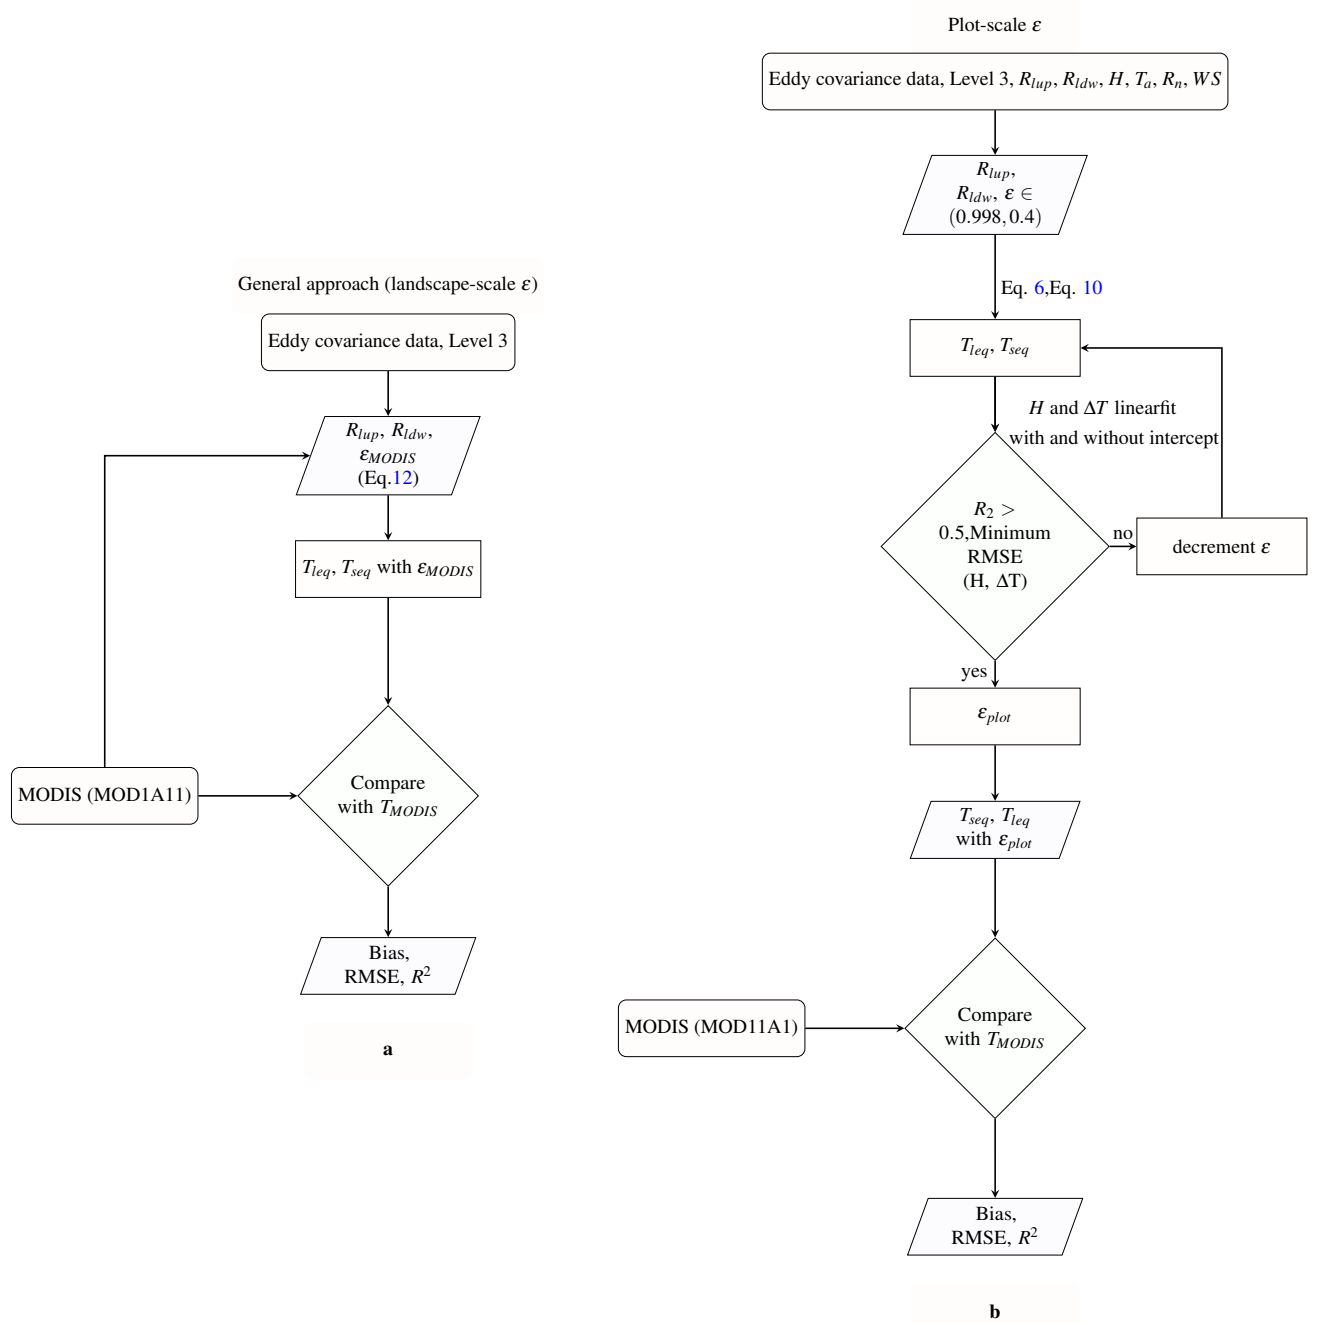 General approach (landscape-scale ε)
Eddy covariance data, Level 3
R_lup, R_ldw,
ε_MODIS
(Eq.12)
T_leq, T_seq with ε_MODIS
MODIS (MOD1A11)
Compare
with T_MODIS
Bias,
RMSE, R²
a
Plot-scale ε
Eddy covariance data, Level 3, R_lup, R_ldw, H, T_a, R_n, WS
R_lup,
R_ldw, ε ∈
(0.998,0.4)
Eq. 6,Eq. 10
T_leq, T_seq
H and ΔT linearfit
with and without intercept
R_2 >
0.5,Minimum
RMSE
(H, ΔT)
no
decrement ε
yes
ε_plot
T_seq, T_leq
with ε_plot
MODIS (MOD11A1)
Compare
with T_MODIS
Bias,
RMSE, R²
b